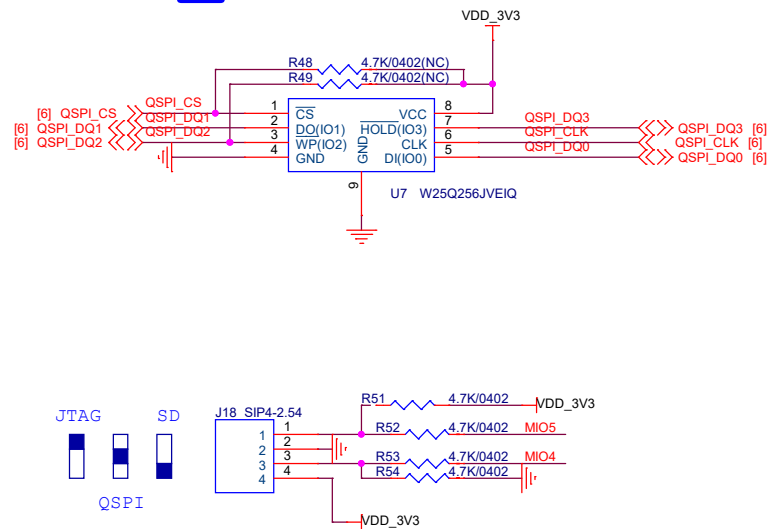 VDD_3V3
R48 4.7K/0402(NC)
R49 4.7K/0402(NC)
[6] QSPI_CS QSPI_CS 1 CS VCC 8
[6] QSPI_DQ1 QSPI_DQ1 2 DO(IO1) HOLD(IO3) 7 QSPI_DQ3 QSPI_DQ3 [6]
[6] QSPI_DQ2 QSPI_DQ2 3 WP(IO2) CLK 6 QSPI_CLK QSPI_CLK [6]
4 GND GND DI(IO0) 5 QSPI_DQ0 QSPI_DQ0 [6]
9
U7 W25Q256JVEIQ
R51 4.7K/0402 VDD_3V3
JTAG SD J18 SIP4-2.54
1 1 R52 4.7K/0402 MIO5
2 2
3 3 R53 4.7K/0402 MIO4
4 4 R54 4.7K/0402
QSPI
VDD_3V3